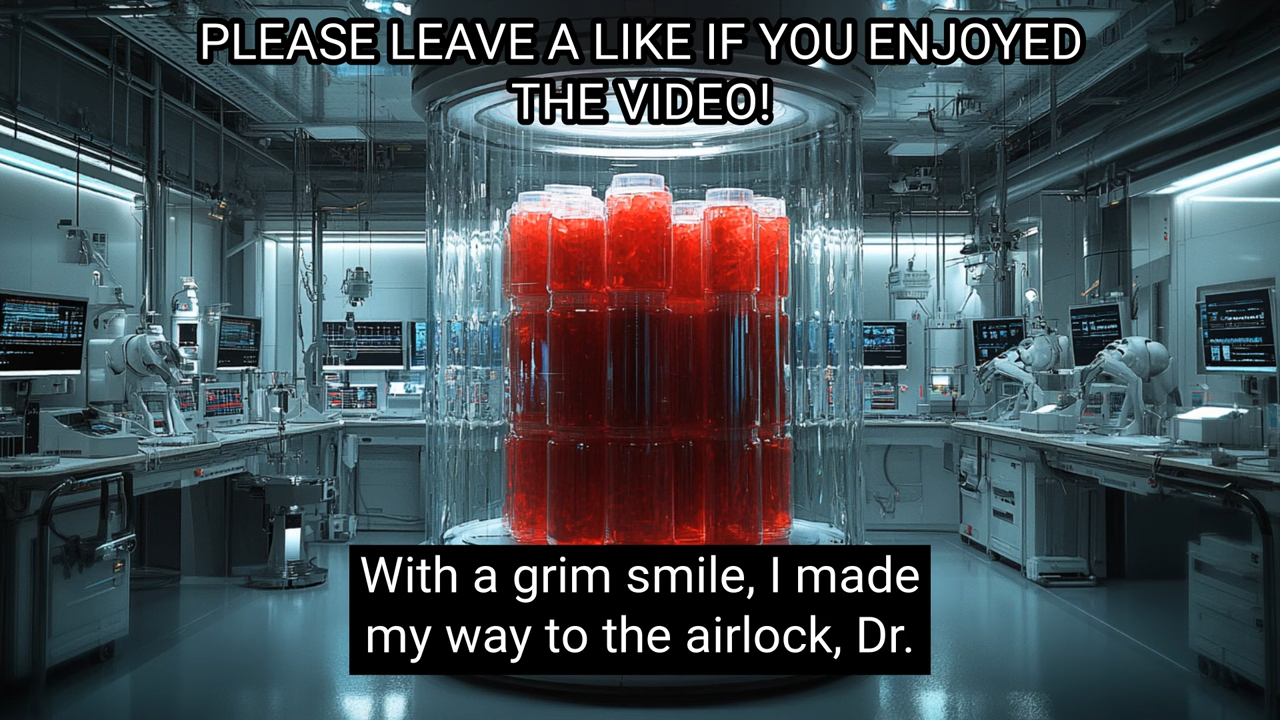 PLEASE LEAVE A LIKE IF YOU ENJOYED
THE VIDEO!
With a grim smile, I made
my way to the airlock, Dr.